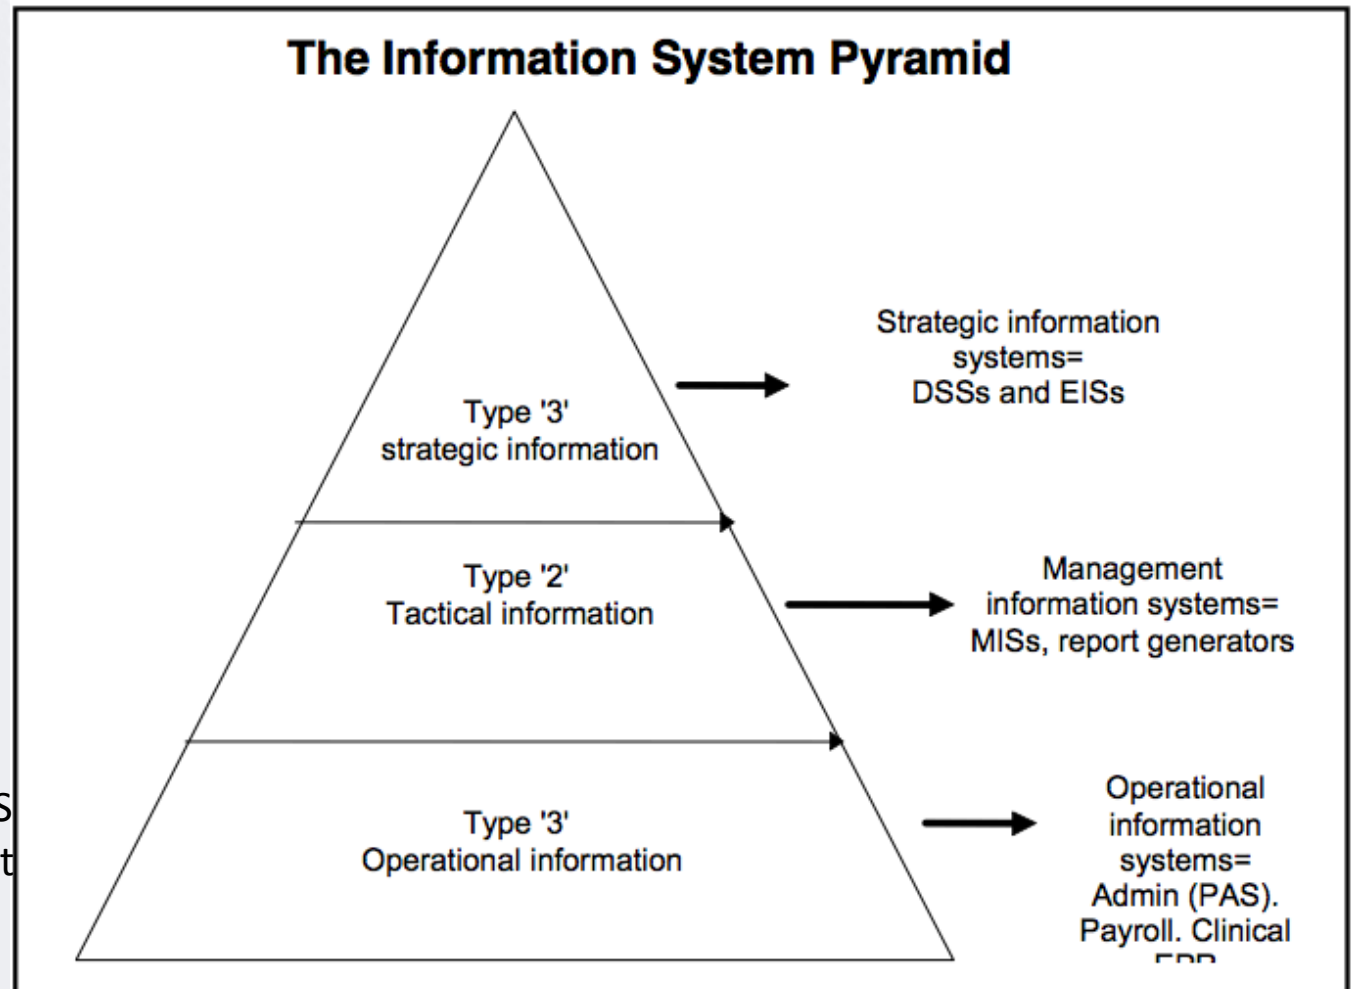 The Information System Pyramid
Strategic information
systems=
DSSs and EISs
Type '3'
strategic information
Type '2'
Tactical information
Management
information systems=
MISs, report generators
Type '3'
Operational information
Operational
information
systems=
Admin (PAS).
Payroll. Clinical